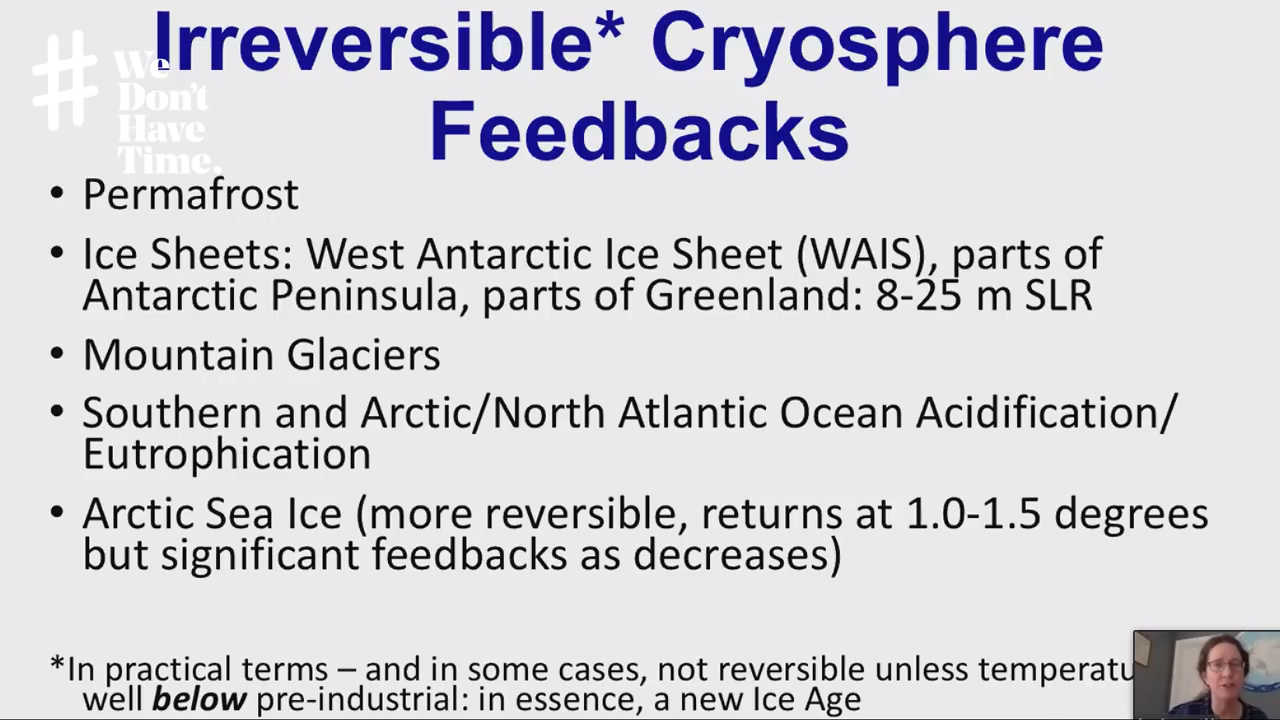 Irreversible* Cryosphere
Feedbacks
#
We
Don't
Have
Time.
• Permafrost
• Ice Sheets: West Antarctic Ice Sheet (WAIS), parts of
Antarctic Peninsula, parts of Greenland: 8-25 m SLR
• Mountain Glaciers
• Southern and Arctic/North Atlantic Ocean Acidification/
Eutrophication
• Arctic Sea Ice (more reversible, returns at 1.0-1.5 degrees
but significant feedbacks as decreases)
*In practical terms – and in some cases, not reversible unless
well below pre-industrial: in essence, a new Ice Age